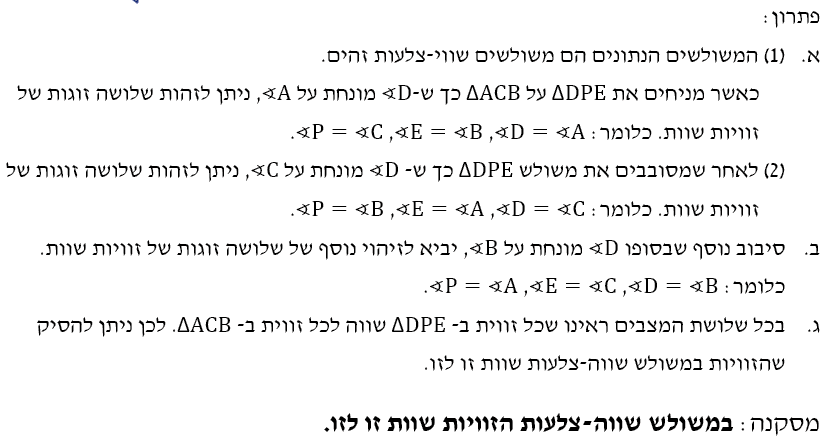 פתרון:
א. (1) המשולשים הנתונים הם משולשים שווי-צלעות זהים.
כאשר מניחים את ΔDPE על ΔACB כך ש-∢D מונחת על ∢A, ניתן לזהות שלושה זוגות של
זוויות שוות. כלומר: ∢D = ∢A, ∢E = ∢B, ∢P = ∢C.
(2) לאחר שמסובבים את משולש ΔDPE כך ש- ∢D מונחת על ∢C, ניתן לזהות שלושה זוגות של
זוויות שוות. כלומר: ∢D = ∢C, ∢E = ∢A, ∢P = ∢B.
ב. סיבוב נוסף שבסופו ∢D מונחת על ∢B, יביא לזיהוי נוסף של שלושה זוגות של זוויות שוות.
כלומר: ∢D = ∢B, ∢E = ∢C, ∢P = ∢A.
ג. בכל שלושת המצבים ראינו שכל זווית ב- ΔDPE שווה לכל זווית ב- ΔACB. לכן ניתן להסיק
שהזוויות במשולש שווה-צלעות שוות זו לזו.
מסקנה: במשולש שווה-צלעות הזוויות שוות זו לזו.